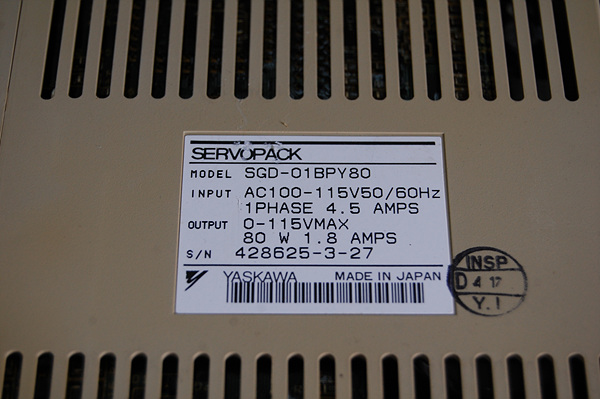 SERVOPACK
MODEL SGD-01BPY80
INPUT AC100-115V50/60Hz
1PHASE 4.5 AMPS
OUTPUT 0-115VMAX
80 W 1.8 AMPS
S/N 428625-3-27
YASKAWA MADE IN JAPAN
INSP
D 4 17
Y.I